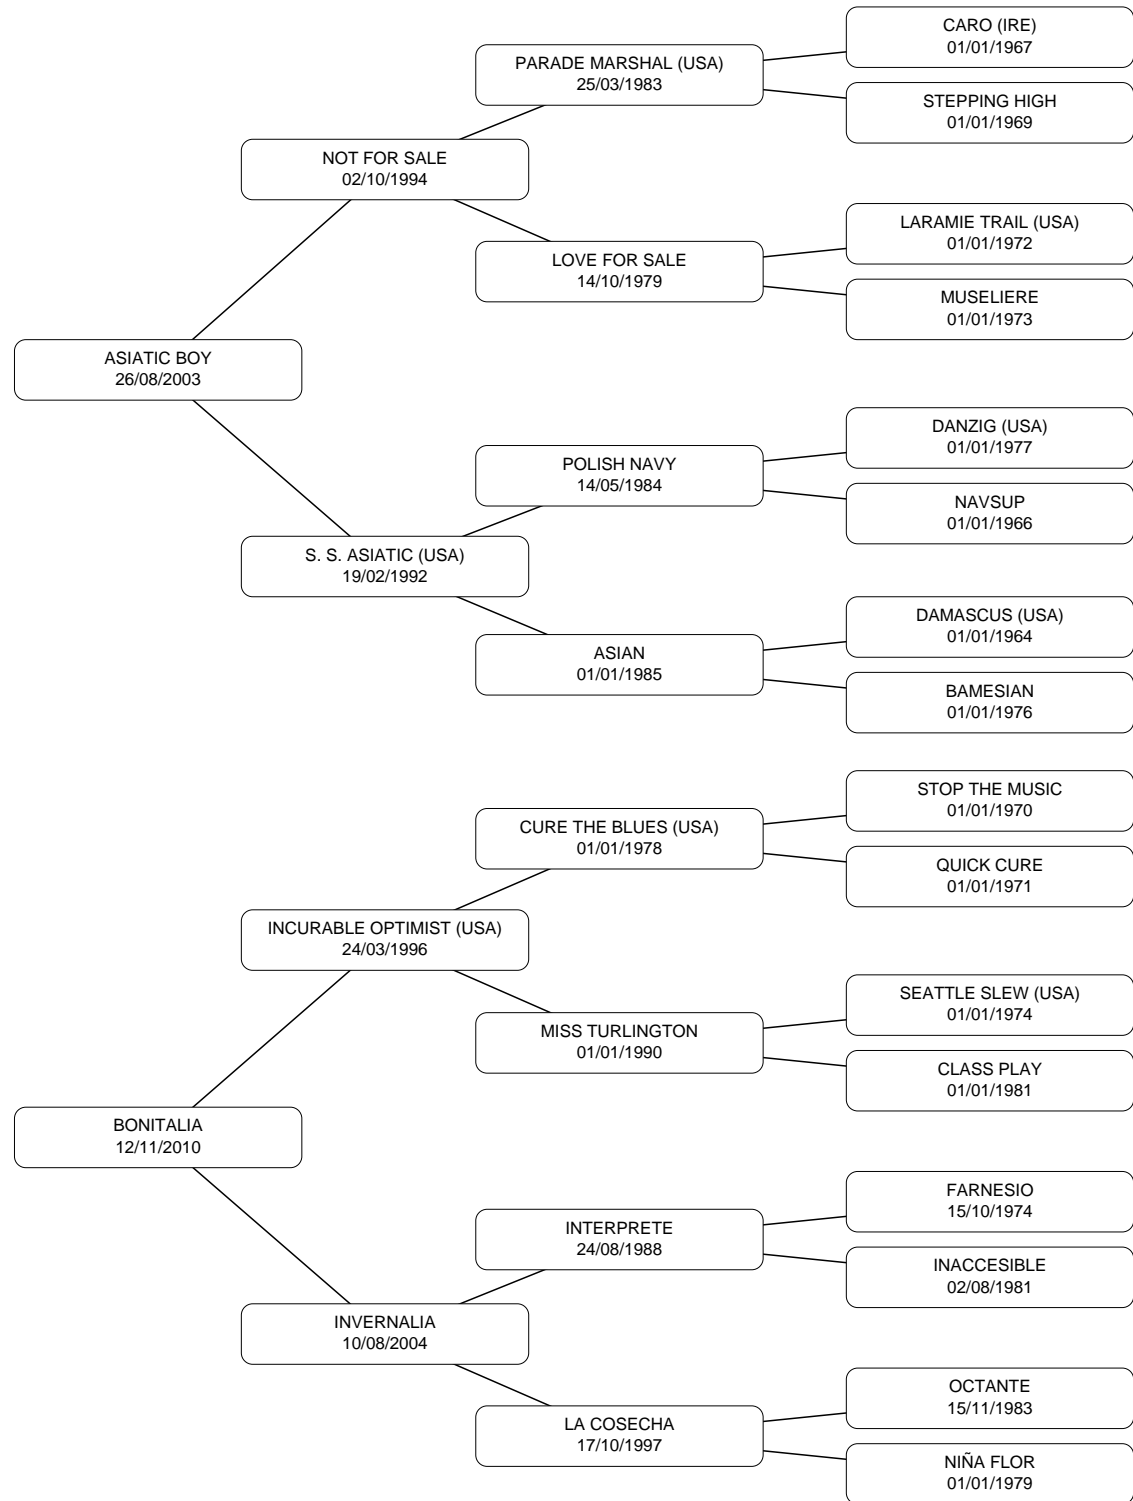 CARO (IRE)
01/01/1967
PARADE MARSHAL (USA)
25/03/1983
STEPPING HIGH
01/01/1969
NOT FOR SALE
02/10/1994
LARAMIE TRAIL (USA)
01/01/1972
LOVE FOR SALE
14/10/1979
MUSELIERE
01/01/1973
ASIATIC BOY
26/08/2003
DANZIG (USA)
01/01/1977
POLISH NAVY
14/05/1984
NAVSUP
01/01/1966
S. S. ASIATIC (USA)
19/02/1992
DAMASCUS (USA)
01/01/1964
ASIAN
01/01/1985
BAMESIAN
01/01/1976
STOP THE MUSIC
01/01/1970
CURE THE BLUES (USA)
01/01/1978
QUICK CURE
01/01/1971
INCURABLE OPTIMIST (USA)
24/03/1996
SEATTLE SLEW (USA)
01/01/1974
MISS TURLINGTON
01/01/1990
CLASS PLAY
01/01/1981
BONITALIA
12/11/2010
FARNESIO
15/10/1974
INTERPRETE
24/08/1988
INACCESIBLE
02/08/1981
INVERNALIA
10/08/2004
OCTANTE
15/11/1983
LA COSECHA
17/10/1997
NIÑA FLOR
01/01/1979